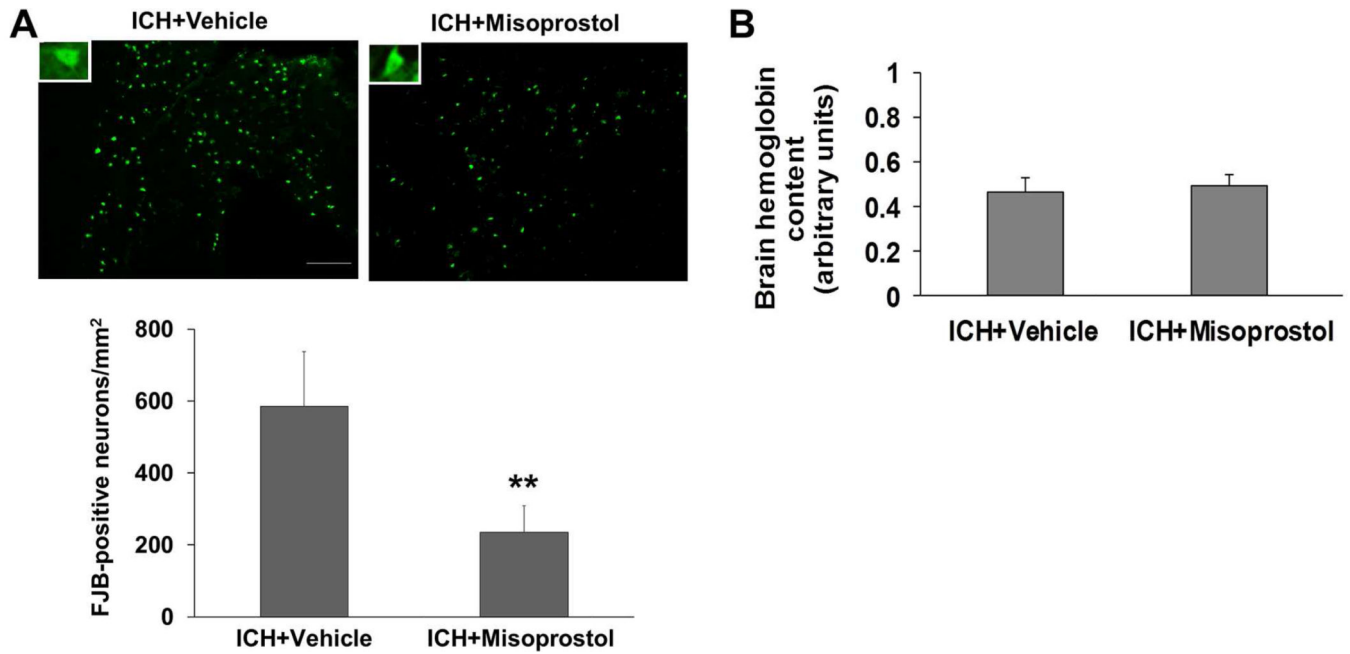 A
ICH+Vehicle
ICH+Misoprostol
FJB-positive neurons/mm²
800
600
400
200
0
**
ICH+Vehicle
ICH+Misoprostol
B
Brain hemoglobin
content
(arbitrary units)
1
0.8
0.6
0.4
0.2
0
ICH+Vehicle
ICH+Misoprostol